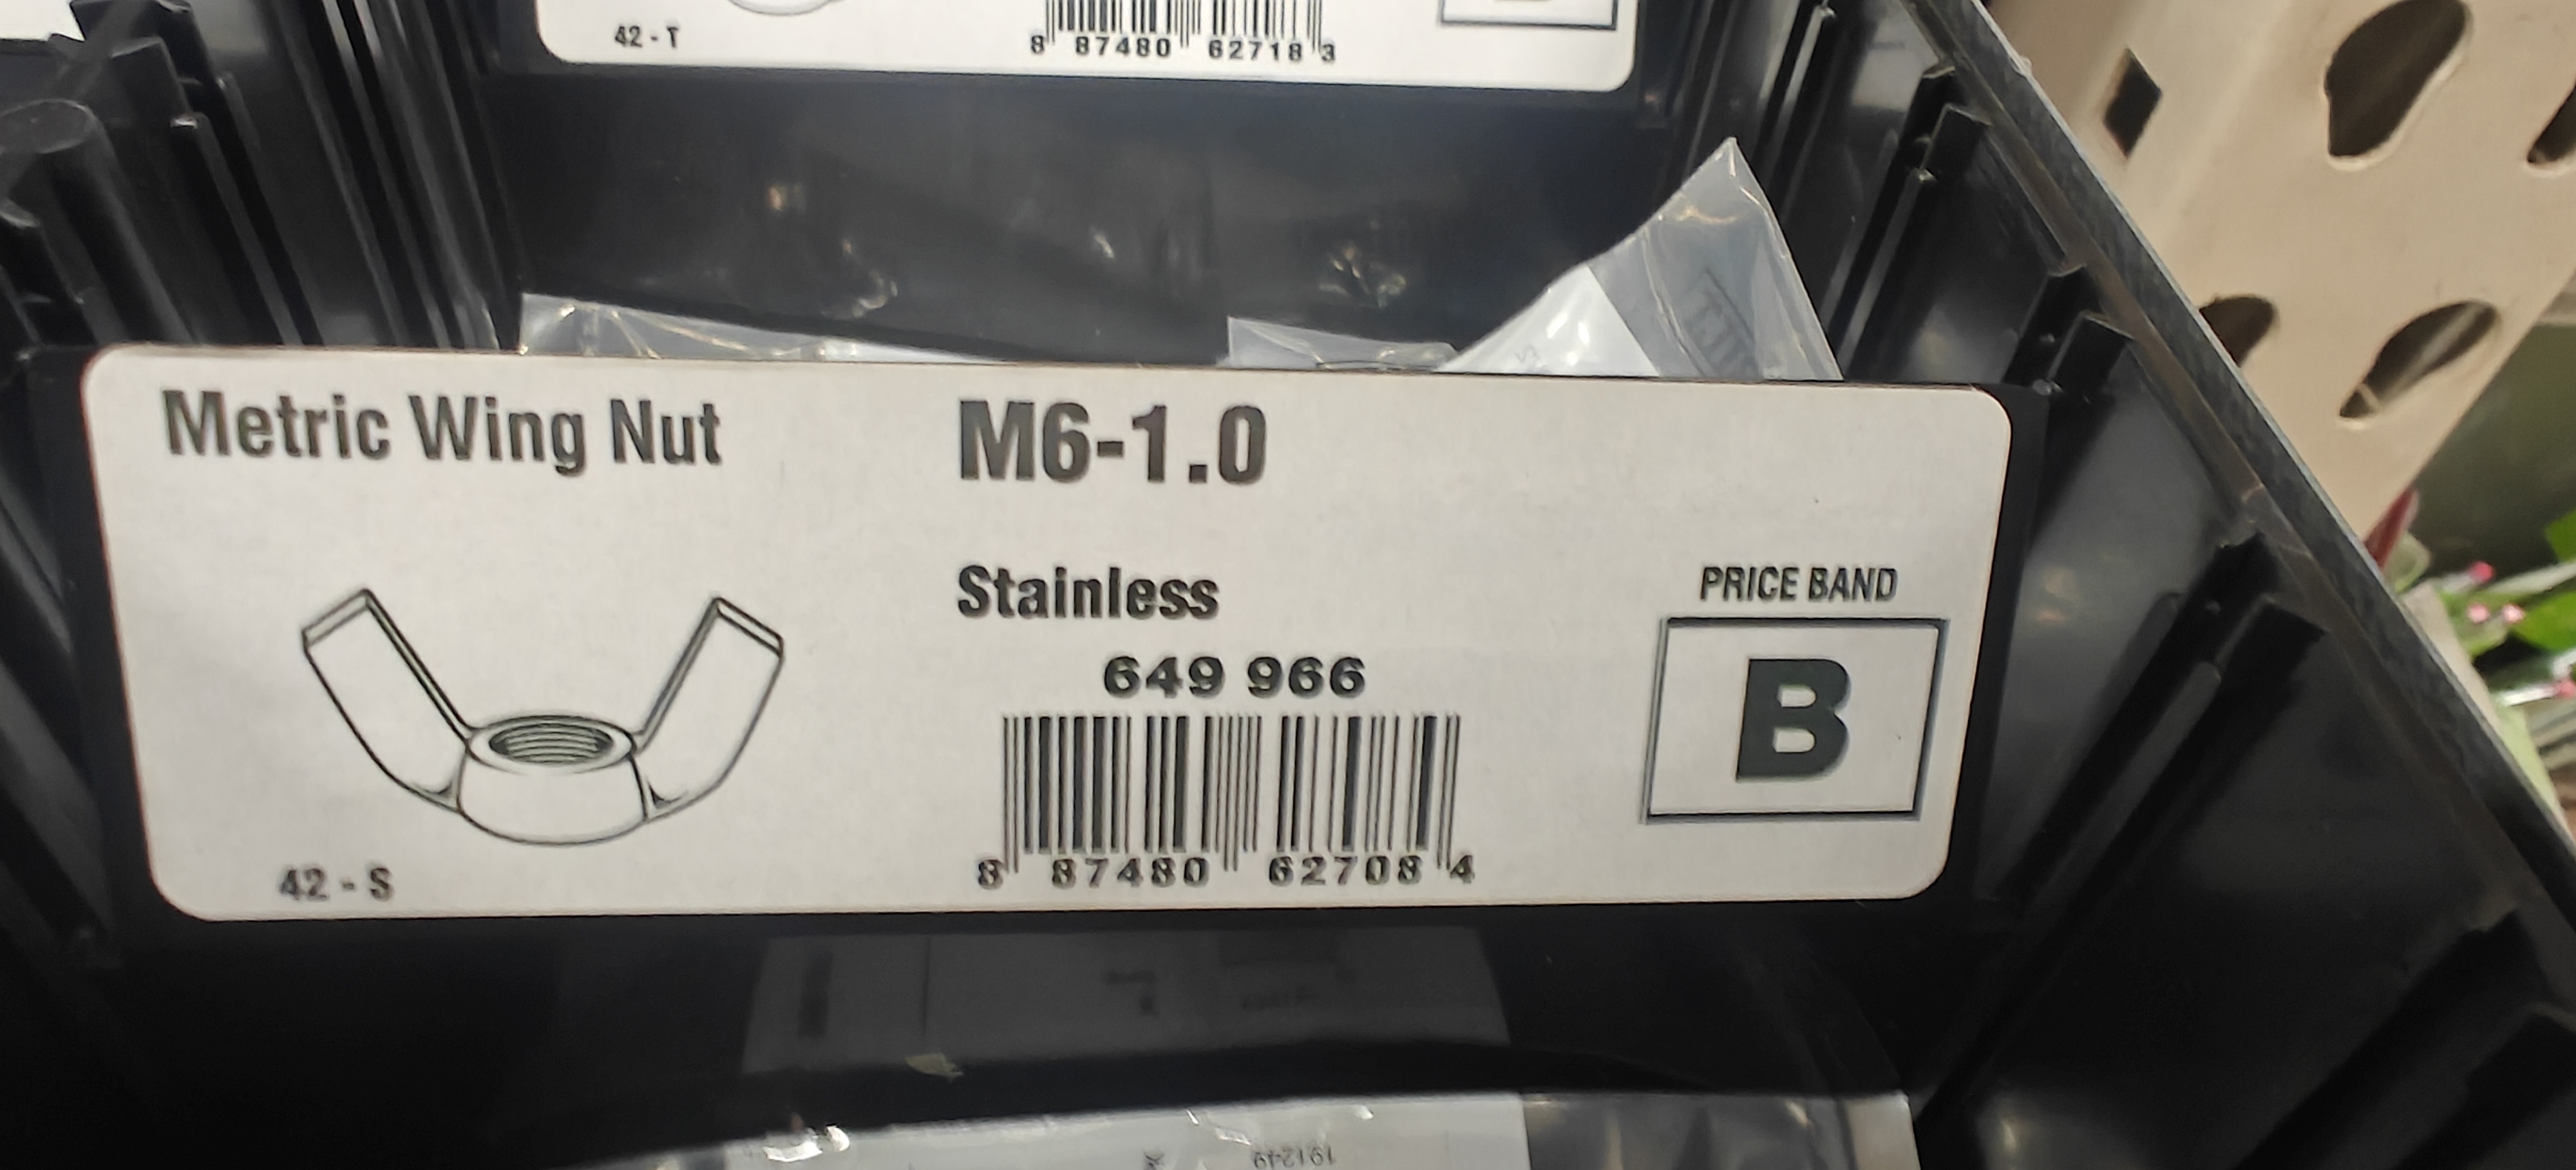 42 - T
8 87480 62718 3
Metric Wing Nut
M6-1.0
Stainless
649 966
PRICE BAND
B
8 87480 62708 4
42 - S
191249